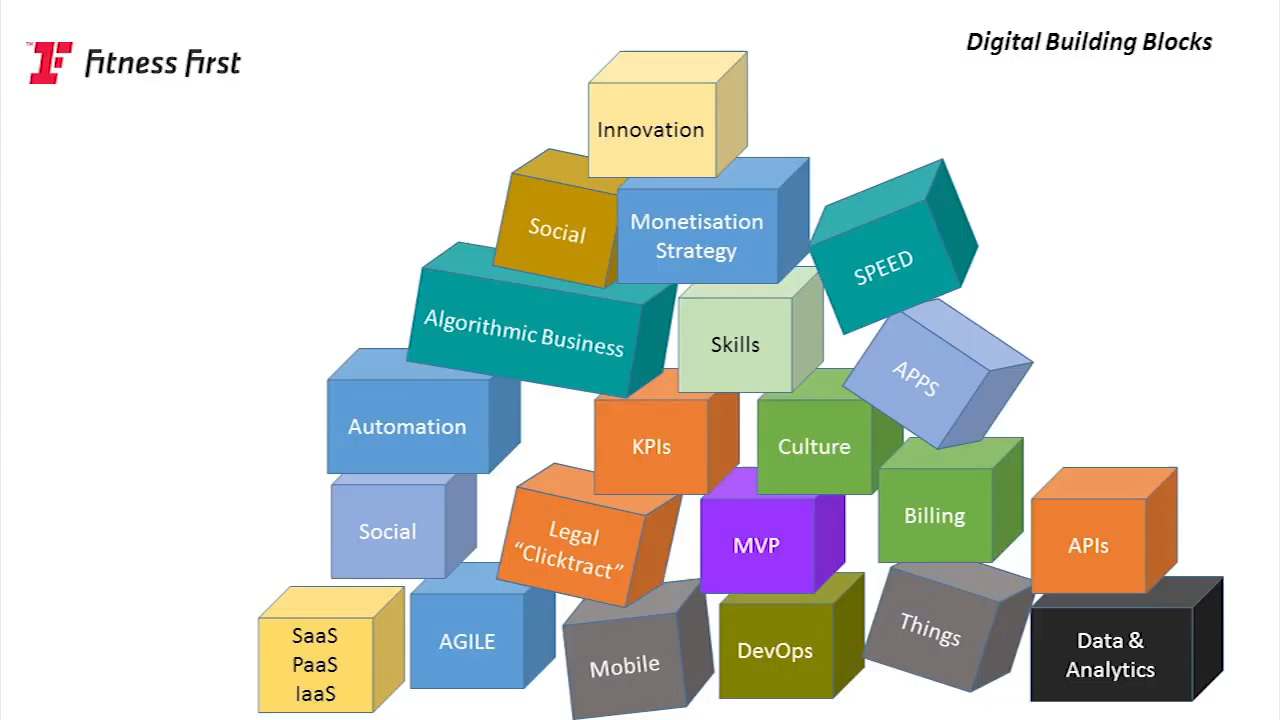 TM
fitness first
Digital Building Blocks
Innovation
Social
Monetisation
Strategy
SPEED
Algorithmic Business
Skills
APPS
Automation
KPIs
Culture
Social
Legal
“Clicktract”
MVP
Billing
APIs
SaaS
PaaS
IaaS
AGILE
Mobile
DevOps
Things
Data &
Analytics